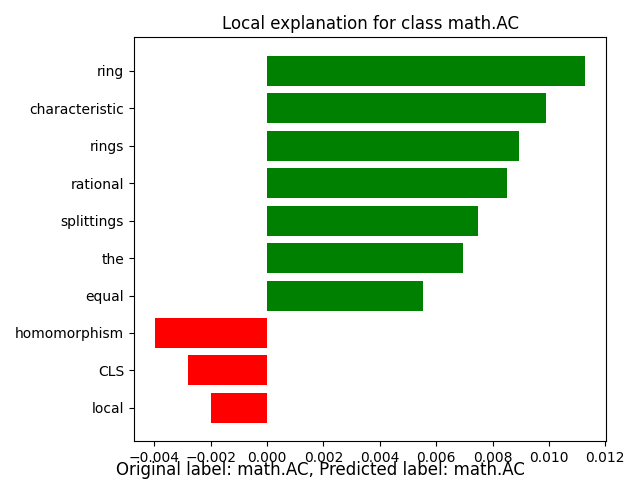 Local explanation for class math.AC
ring
characteristic
rings
rational
splittings
the
equal
homomorphism
CLS
local
−0.004 −0.002 0.000 0.002 0.004 0.006 0.008 0.010 0.012
Original label: math.AC, Predicted label: math.AC